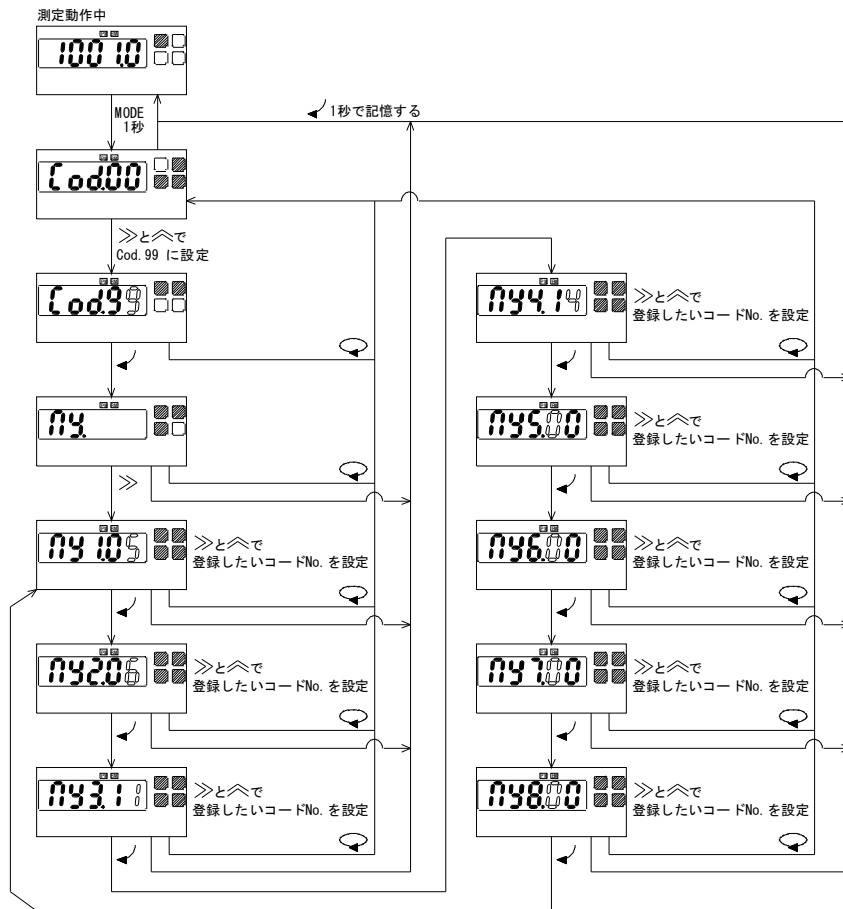 測定動作中
1001.0
MODE
1秒
1秒で記憶する
Cod.00
≫と︽で
Cod.99 に設定
Cod.99
My.
≫
My1.05
≫と︽で
登録したいコードNo.を設定
My2.06
≫と︽で
登録したいコードNo.を設定
My3.11
≫と︽で
登録したいコードNo.を設定
My4.14
≫と︽で
登録したいコードNo.を設定
My5.00
≫と︽で
登録したいコードNo.を設定
My6.00
≫と︽で
登録したいコードNo.を設定
My7.00
≫と︽で
登録したいコードNo.を設定
My8.00
≫と︽で
登録したいコードNo.を設定